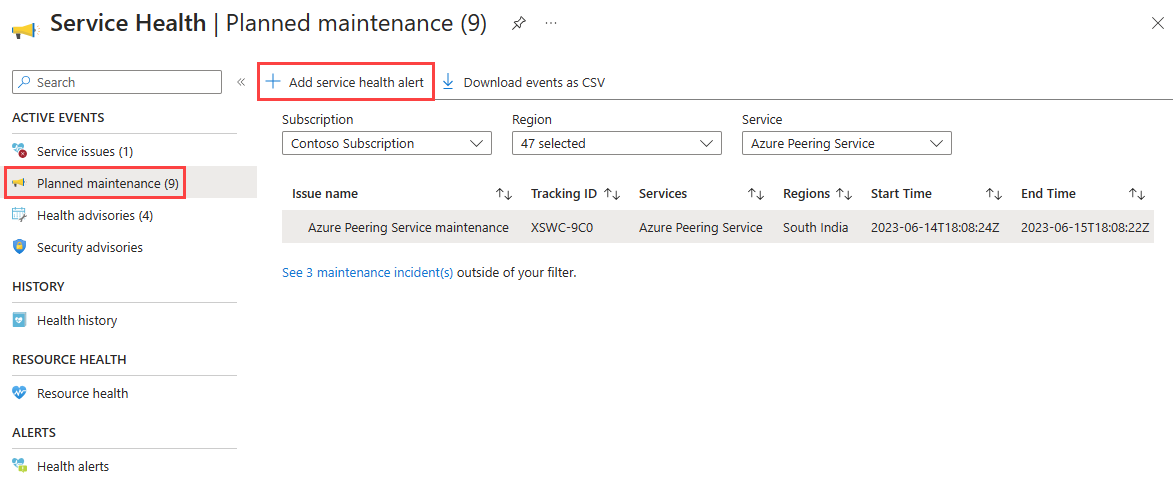 Service Health | Planned maintenance (9)
Search
Add service health alert
Download events as CSV
ACTIVE EVENTS
Service issues (1)
Planned maintenance (9)
Health advisories (4)
Security advisories
HISTORY
Health history
RESOURCE HEALTH
Resource health
ALERTS
Health alerts
Subscription Region Service
Contoso Subscription 47 selected Azure Peering Service
Issue name Tracking ID Services Regions Start Time End Time
Azure Peering Service maintenance XSWC-9C0 Azure Peering Service South India 2023-06-14T18:08:24Z 2023-06-15T18:08:22Z
See 3 maintenance incident(s) outside of your filter.